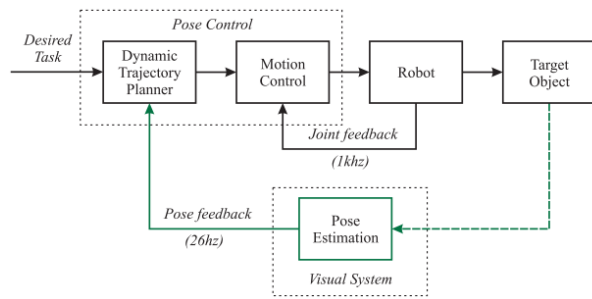 Pose Control
Desired
Task
Dynamic
Trajectory
Planner
Motion
Control
Robot
Target
Object
Joint feedback
(1khz)
Pose feedback
(26hz)
Pose
Estimation
Visual System